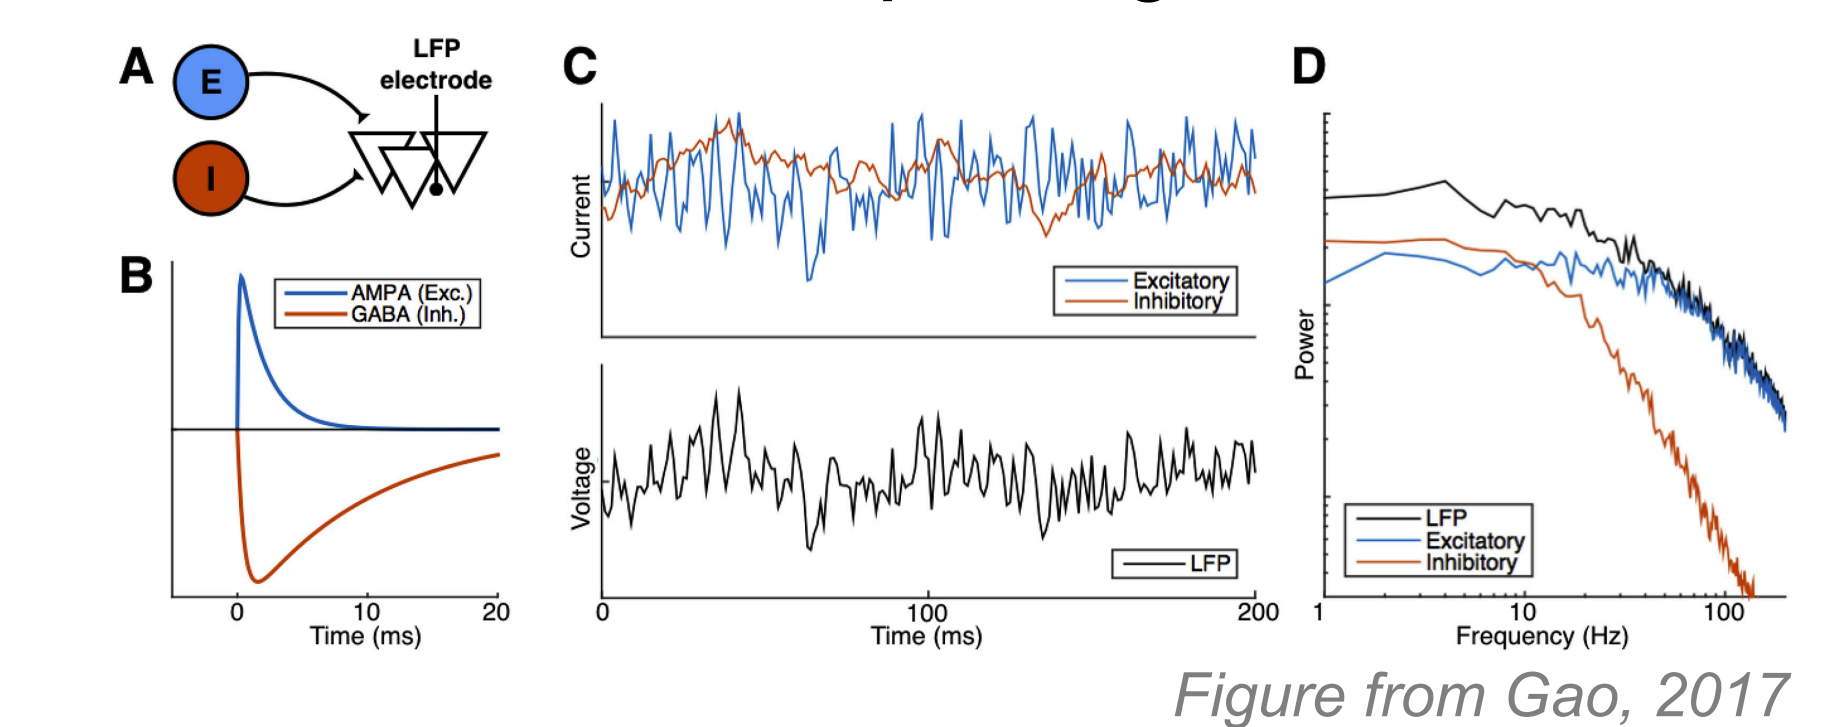 A
E
I
LFP
electrode
B
AMPA (Exc.)
GABA (Inh.)
0
10
20
Time (ms)
C
Current
Excitatory
Inhibitory
Voltage
LFP
0
100
200
Time (ms)
D
Power
LFP
Excitatory
Inhibitory
1
10
100
Frequency (Hz)
Figure from Gao, 2017